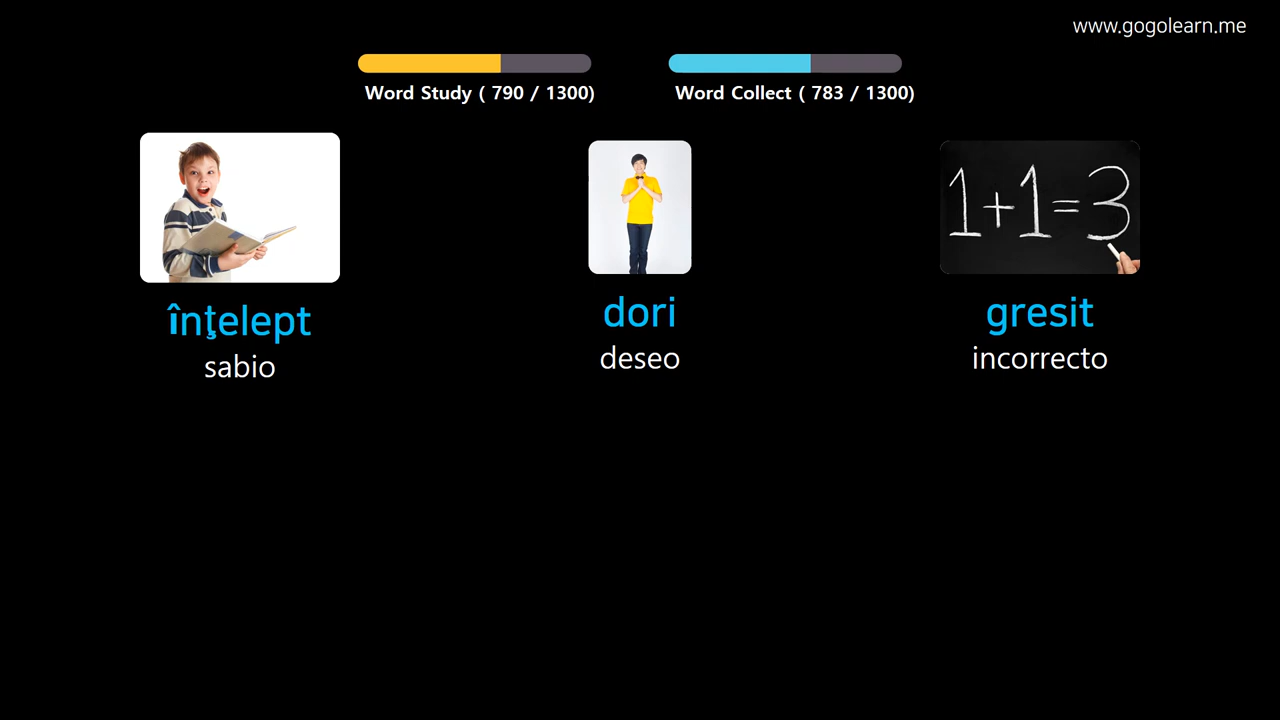 www.gogolearn.me
Word Study ( 790 / 1300)
Word Collect ( 783 / 1300)
1+1=3
înţelept
dori
gresit
sabio
deseo
incorrecto